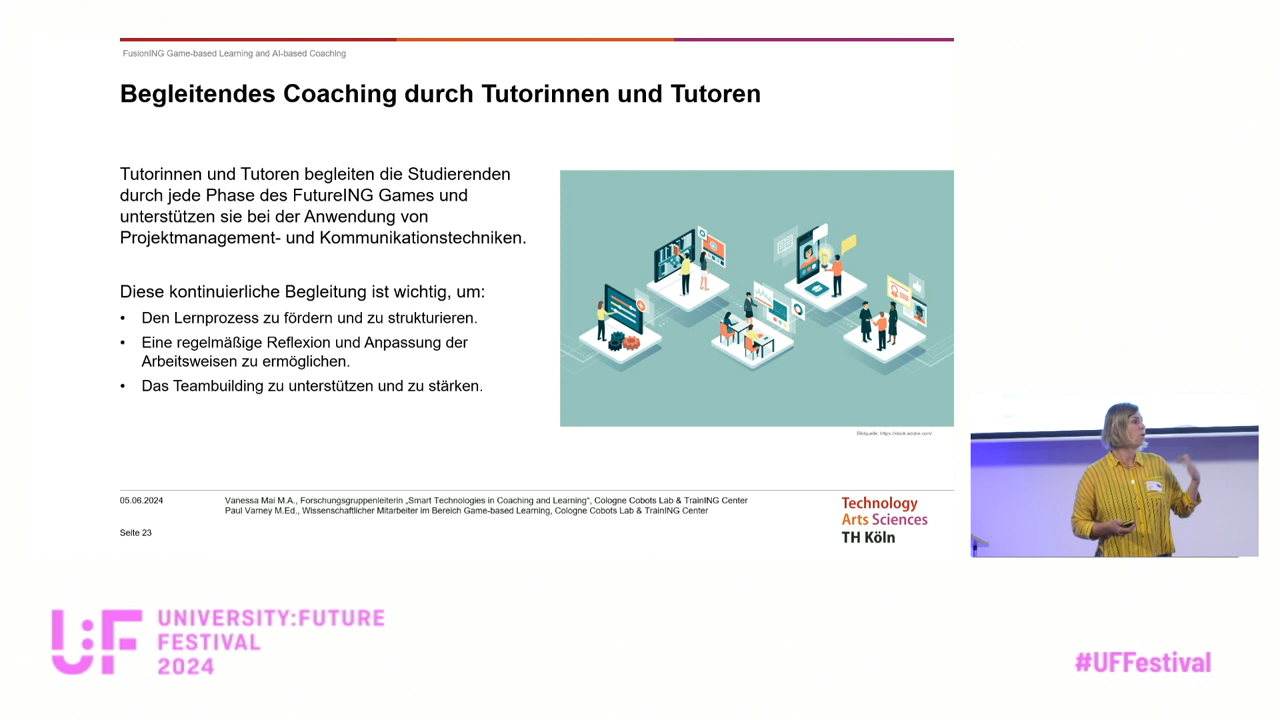 FusionING Game-based Learning and AI-based Coaching
Begleitendes Coaching durch Tutorinnen und Tutoren
Tutorinnen und Tutoren begleiten die Studierenden
durch jede Phase des FutureING Games und
unterstützen sie bei der Anwendung von
Projektmanagement- und Kommunikationstechniken.
Diese kontinuierliche Begleitung ist wichtig, um:
• Den Lernprozess zu fördern und zu strukturieren.
• Eine regelmäßige Reflexion und Anpassung der
Arbeitsweisen zu ermöglichen.
• Das Teambuilding zu unterstützen und zu stärken.
Bildquelle: https://stock.adobe.com/
05.06.2024
Vanessa Mai M.A., Forschungsgruppenleiterin „Smart Technologies in Coaching and Learning“, Cologne Cobots Lab & TrainING Center
Paul Varney M.Ed., Wissenschaftlicher Mitarbeiter im Bereich Game-based Learning, Cologne Cobots Lab & TrainING Center
Seite 23
Technology
Arts Sciences
TH Köln
U:F
UNIVERSITY:FUTURE
FESTIVAL
2024
#UFFestival